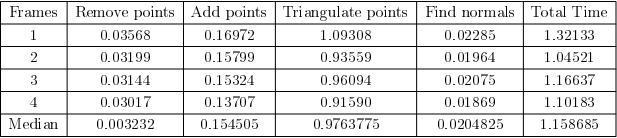 Frames Remove points Add points Triangulate points Find normals Total Time
1 0.03568 0.16972 1.09308 0.02285 1.32133
2 0.03199 0.15799 0.93559 0.01964 1.04521
3 0.03144 0.15324 0.96094 0.02075 1.16637
4 0.03017 0.13707 0.91590 0.01869 1.10183
Median 0.003232 0.154505 0.9763775 0.0204825 1.158685